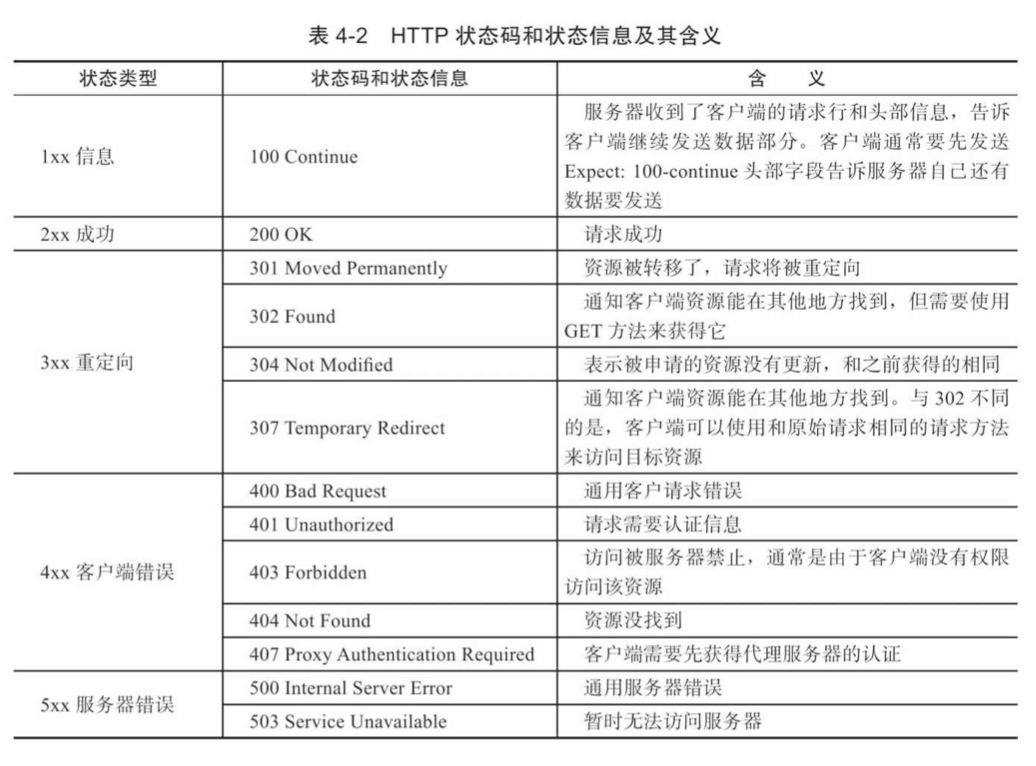 表 4-2 HTTP 状态码和状态信息及其含义
状态类型 状态码和状态信息 含 义
1xx 信息 100 Continue
服务器收到了客户端的请求行和头部信息，告诉
客户端继续发送数据部分。客户端通常要先发送
Expect: 100-continue 头部字段告诉服务器自己还有
数据要发送
2xx 成功 200 OK 请求成功
3xx 重定向
301 Moved Permanently 资源被转移了，请求将被重定向
302 Found
通知客户端资源能在其他地方找到，但需要使用
GET 方法来获得它
304 Not Modified 表示被申请的资源没有更新，和之前获得的相同
307 Temporary Redirect
通知客户端资源能在其他地方找到。与 302 不同
的是，客户端可以使用和原始请求相同的请求方法
来访问目标资源
4xx 客户端错误
400 Bad Request 通用客户请求错误
401 Unauthorized 请求需要认证信息
403 Forbidden
访问被服务器禁止，通常是由于客户端没有权限
访问该资源
404 Not Found 资源没找到
407 Proxy Authentication Required 客户端需要先获得代理服务器的认证
5xx 服务器错误
500 Internal Server Error 通用服务器错误
503 Service Unavailable 暂时无法访问服务器